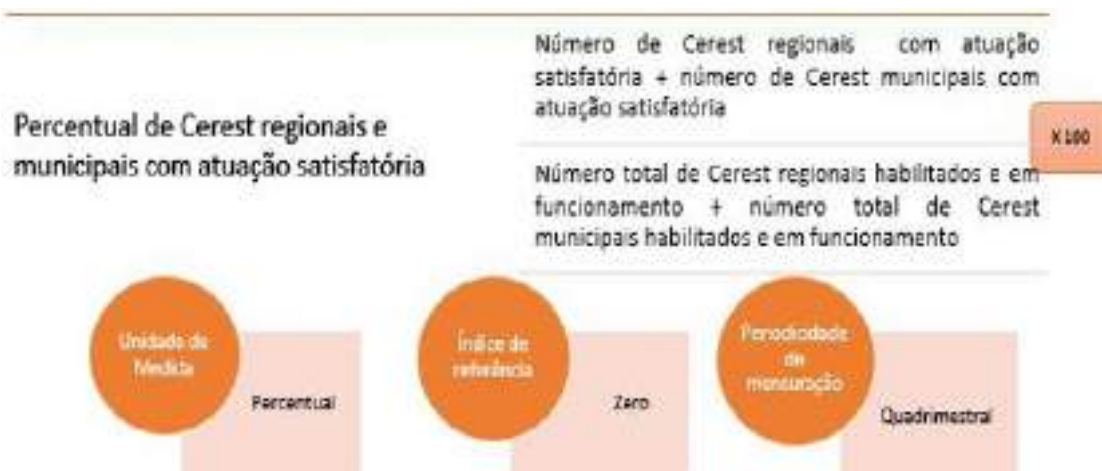 Percentual de Cerest regionais e
municipais com atuação satisfatória
Número de Cerest regionais com atuação
satisfatória + número de Cerest municipais com
atuação satisfatória
Número total de Cerest regionais habilitados e em
funcionamento + número total de Cerest
municipais habilitados e em funcionamento
X 100
Unidade de
Medida
Percentual
Índice de
referência
Zero
Periodicidade
de
mensuração
Quadrimestral